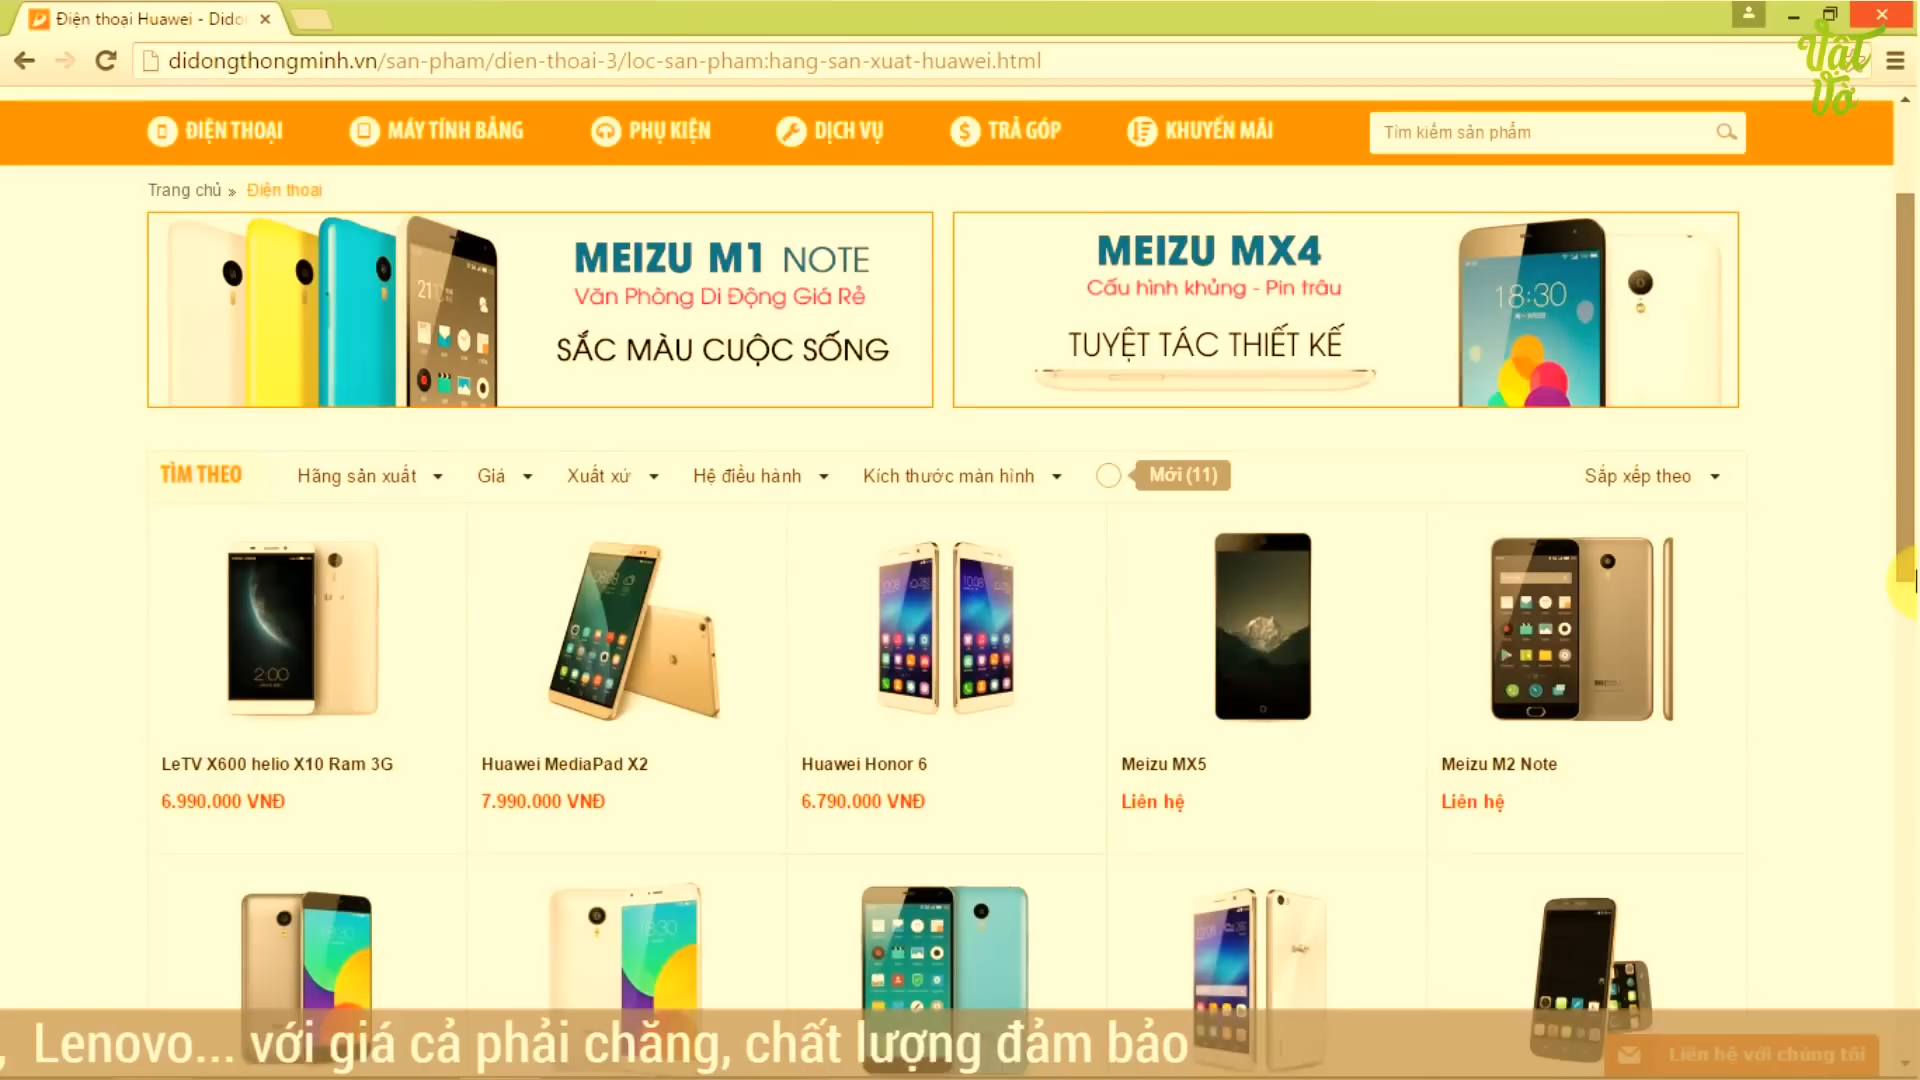 Điện thoại Huawei - Dido
didongthongminh.vn/san-pham/dien-thoai-3/loc-san-pham:hang-san-xuat-huawei.html
Vật Vờ
ĐIỆN THOẠI MÁY TÍNH BẢNG PHỤ KIỆN DỊCH VỤ TRẢ GÓP KHUYẾN MÃI Tìm kiếm sản phẩm
Trang chủ » Điện thoại
MEIZU M1 NOTE
Văn Phòng Di Động Giá Rẻ
SẮC MÀU CUỘC SỐNG
MEIZU MX4
Cấu hình khủng - Pin trâu
TUYỆT TÁC THIẾT KẾ
18:30
TÌM THEO Hãng sản xuất Giá Xuất xứ Hệ điều hành Kích thước màn hình Mới (11) Sắp xếp theo
2:00
LeTV X600 helio X10 Ram 3G
6.990.000 VNĐ
Huawei MediaPad X2
7.990.000 VNĐ
Huawei Honor 6
6.790.000 VNĐ
Meizu MX5
Liên hệ
Meizu M2 Note
Liên hệ
, Lenovo... với giá cả phải chăng, chất lượng đảm bảo
Liên hệ với chúng tôi